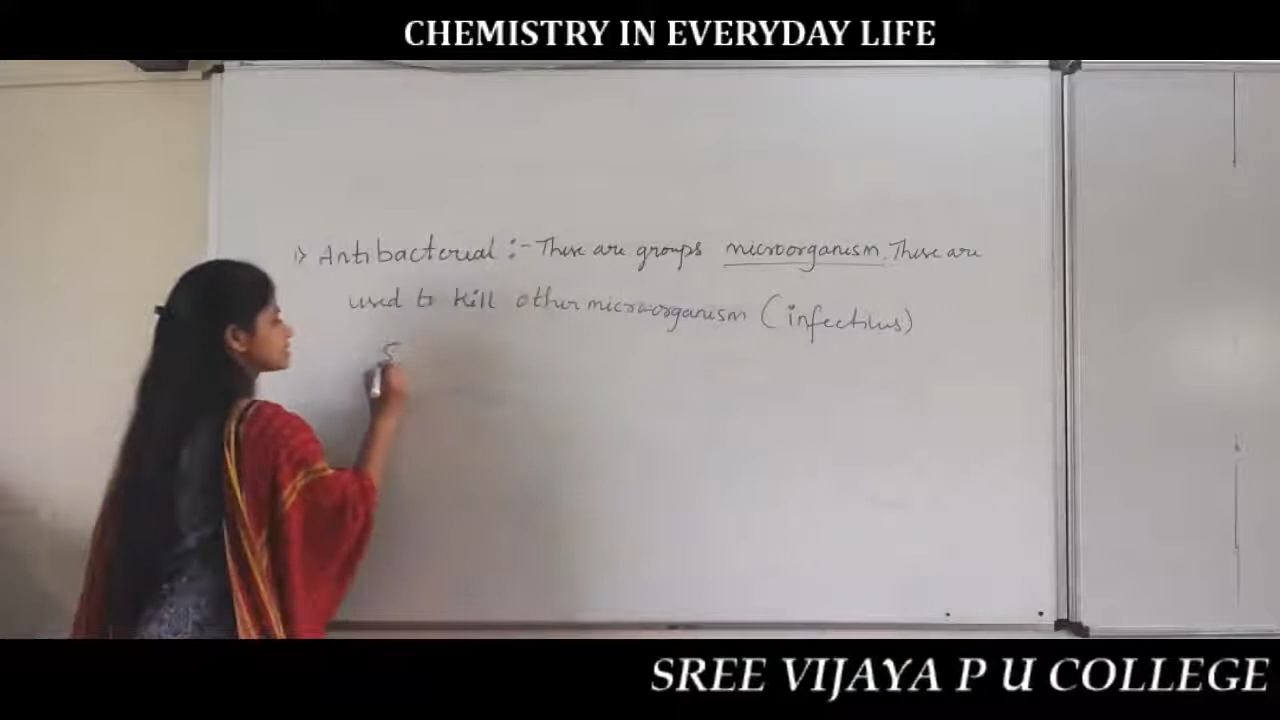 CHEMISTRY IN EVERYDAY LIFE
1> Antibacterial :- These are groups microorganism. These are
used to kill other microorganism (infectious)
S
SREE VIJAYA P U COLLEGE